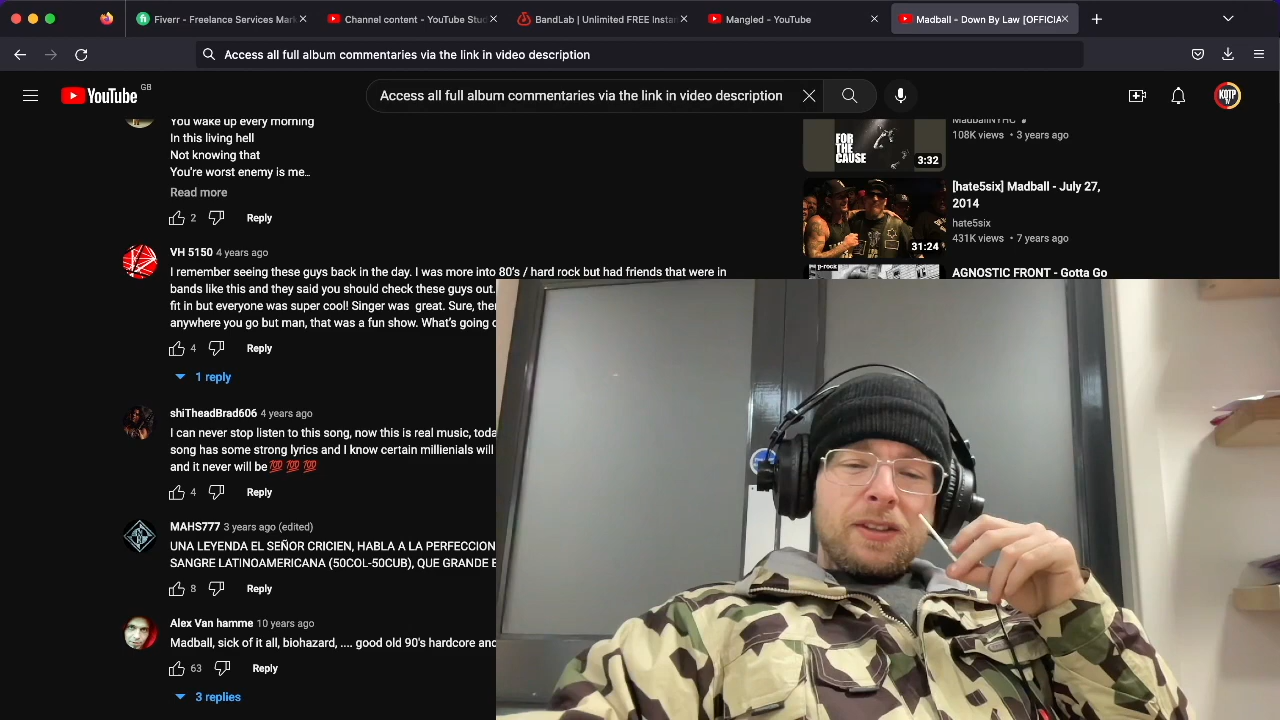 Fiverr - Freelance Services Mark
Channel content - YouTube Stud
BandLab | Unlimited FREE Instar
Mangled - YouTube
Madball - Down By Law [OFFICIA
Access all full album commentaries via the link in video description
YouTube GB
Access all full album commentaries via the link in video description
KOTP
You wake up every morning
In this living hell
Not knowing that
You're worst enemy is me…
Read more
2 Reply
VH 5150 4 years ago
I remember seeing these guys back in the day. I was more into 80's / hard rock but had friends that were in
bands like this and they said you should check these guys out.
fit in but everyone was super cool! Singer was great. Sure, ther
anywhere you go but man, that was a fun show. What's going o
4 Reply
1 reply
shiTheadBrad606 4 years ago
I can never stop listen to this song, now this is real music, toda
song has some strong lyrics and I know certain millienials will
and it never will be💯💯💯
4 Reply
MAHS777 3 years ago (edited)
UNA LEYENDA EL SEÑOR CRICIEN, HABLA A LA PERFECCION
SANGRE LATINOAMERICANA (50COL-50CUB), QUE GRANDE E
8 Reply
Alex Van hamme 10 years ago
Madball, sick of it all, biohazard, .... good old 90's hardcore and
63 Reply
3 replies
FOR
THE
CAUSE
3:32
MadballNYHC
108K views • 3 years ago
31:24
[hate5six] Madball - July 27,
2014
hate5six
431K views • 7 years ago
p-rock
AGNOSTIC FRONT - Gotta Go